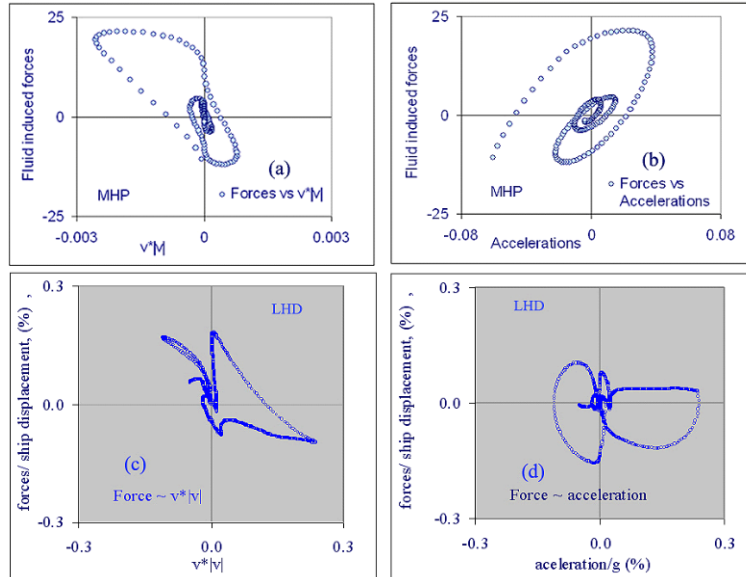 25
0
-25
-0.003
0
0.003
Fluid induced forces
v*|v|
MHP
(a)
Forces vs v*|v|
25
0
-25
-0.08
0
0.08
Fluid induced forces
Accelerations
MHP
(b)
Forces vs
Accelerations
0.3
0.0
-0.3
-0.3
0.0
0.3
forces/ ship displacement, (%) ,
v*|v|
LHD
(c)
Force ~ v*|v|
0.3
0.0
-0.3
-0.3
0.0
0.3
forces/ ship displacement, (%) ,
aceleration/g (%)
LHD
(d)
Force ~ acceleration